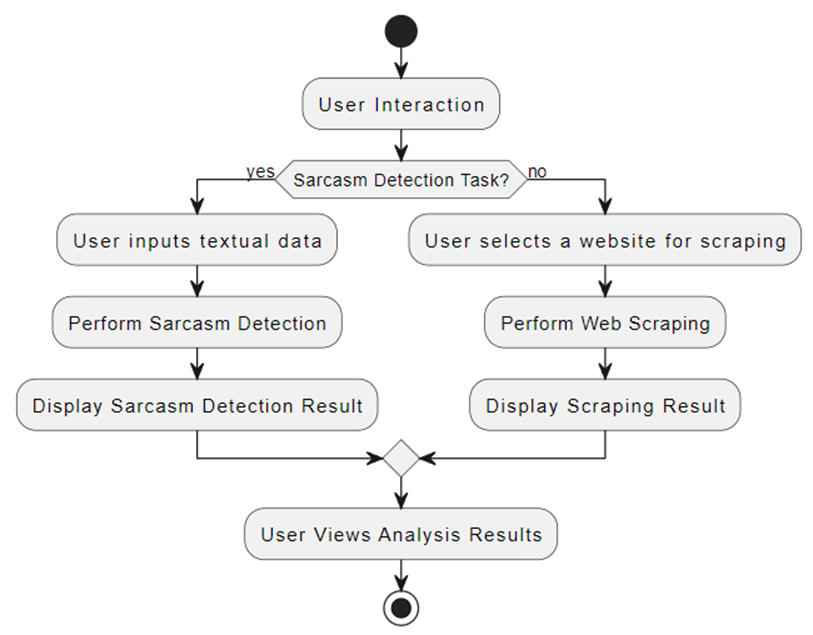 User Interaction
yes
Sarcasm Detection Task?
no
User inputs textual data
User selects a website for scraping
Perform Sarcasm Detection
Perform Web Scraping
Display Sarcasm Detection Result
Display Scraping Result
User Views Analysis Results